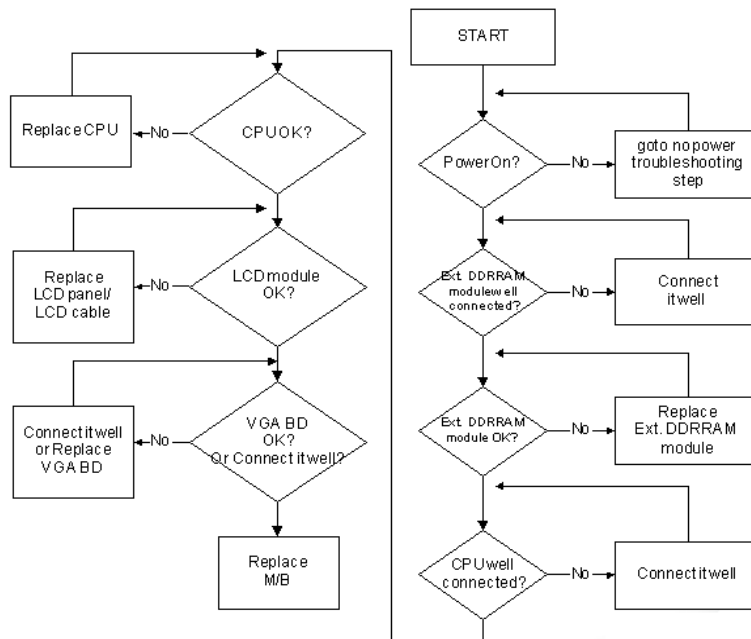 START
Power On?
No
goto no power
troubleshooting
step
Ext. DDRRAM
module well
connected?
No
Connect
it well
Ext. DDRRAM
module OK?
No
Replace
Ext. DDRRAM
module
CPU well
connected?
No
Connect it well
CPU OK?
No
Replace CPU
LCD module
OK?
No
Replace
LCD panel/
LCD cable
VGA BD
OK?
Or Connect it well?
No
Connect it well
or Replace
VGA BD
Replace
M/B